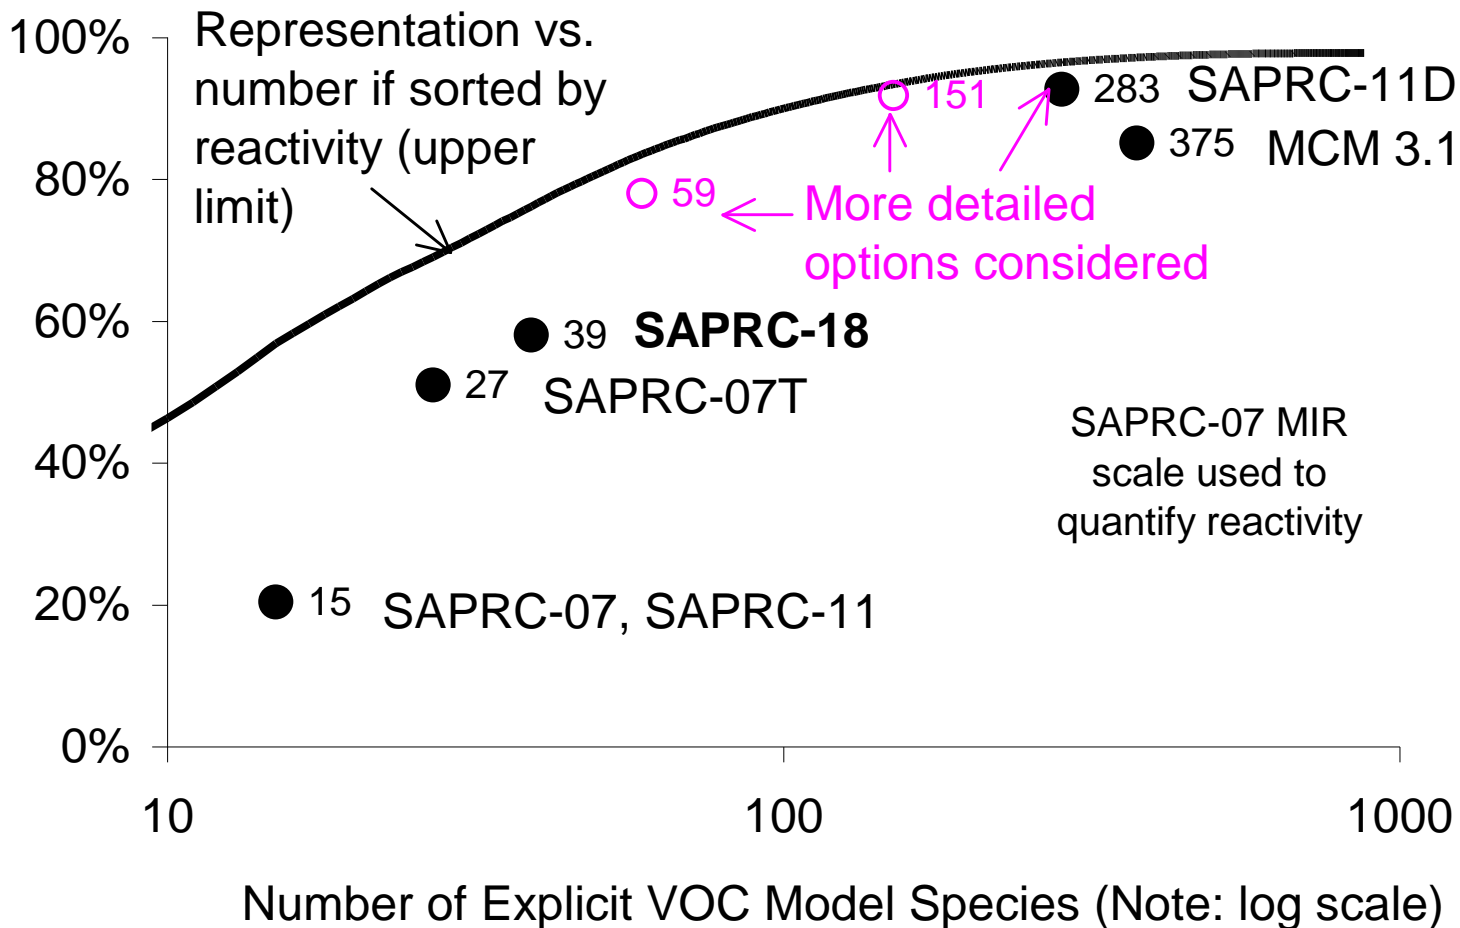 100%
80%
60%
40%
20%
0%
Representation vs.
number if sorted by
reactivity (upper
limit)
151
283 SAPRC-11D
375 MCM 3.1
59
More detailed
options considered
39 SAPRC-18
27 SAPRC-07T
SAPRC-07 MIR
scale used to
quantify reactivity
15 SAPRC-07, SAPRC-11
10
100
1000
Number of Explicit VOC Model Species (Note: log scale)